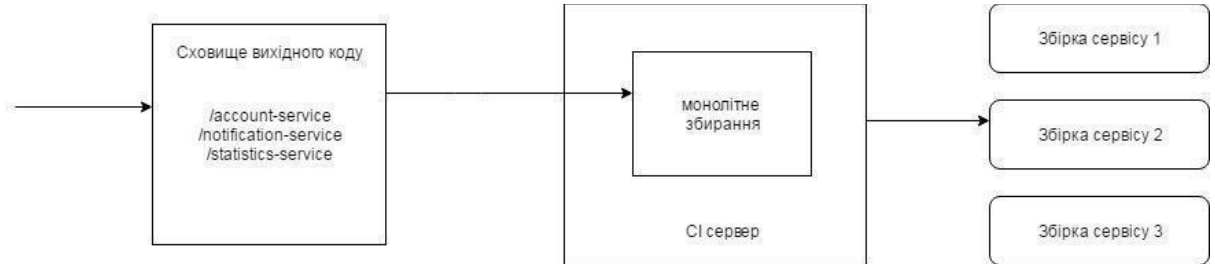 Сховище вихідного коду
/account-service
/notification-service
/statistics-service
монолітне
збирання
CI сервер
Збірка сервісу 1
Збірка сервісу 2
Збірка сервісу 3